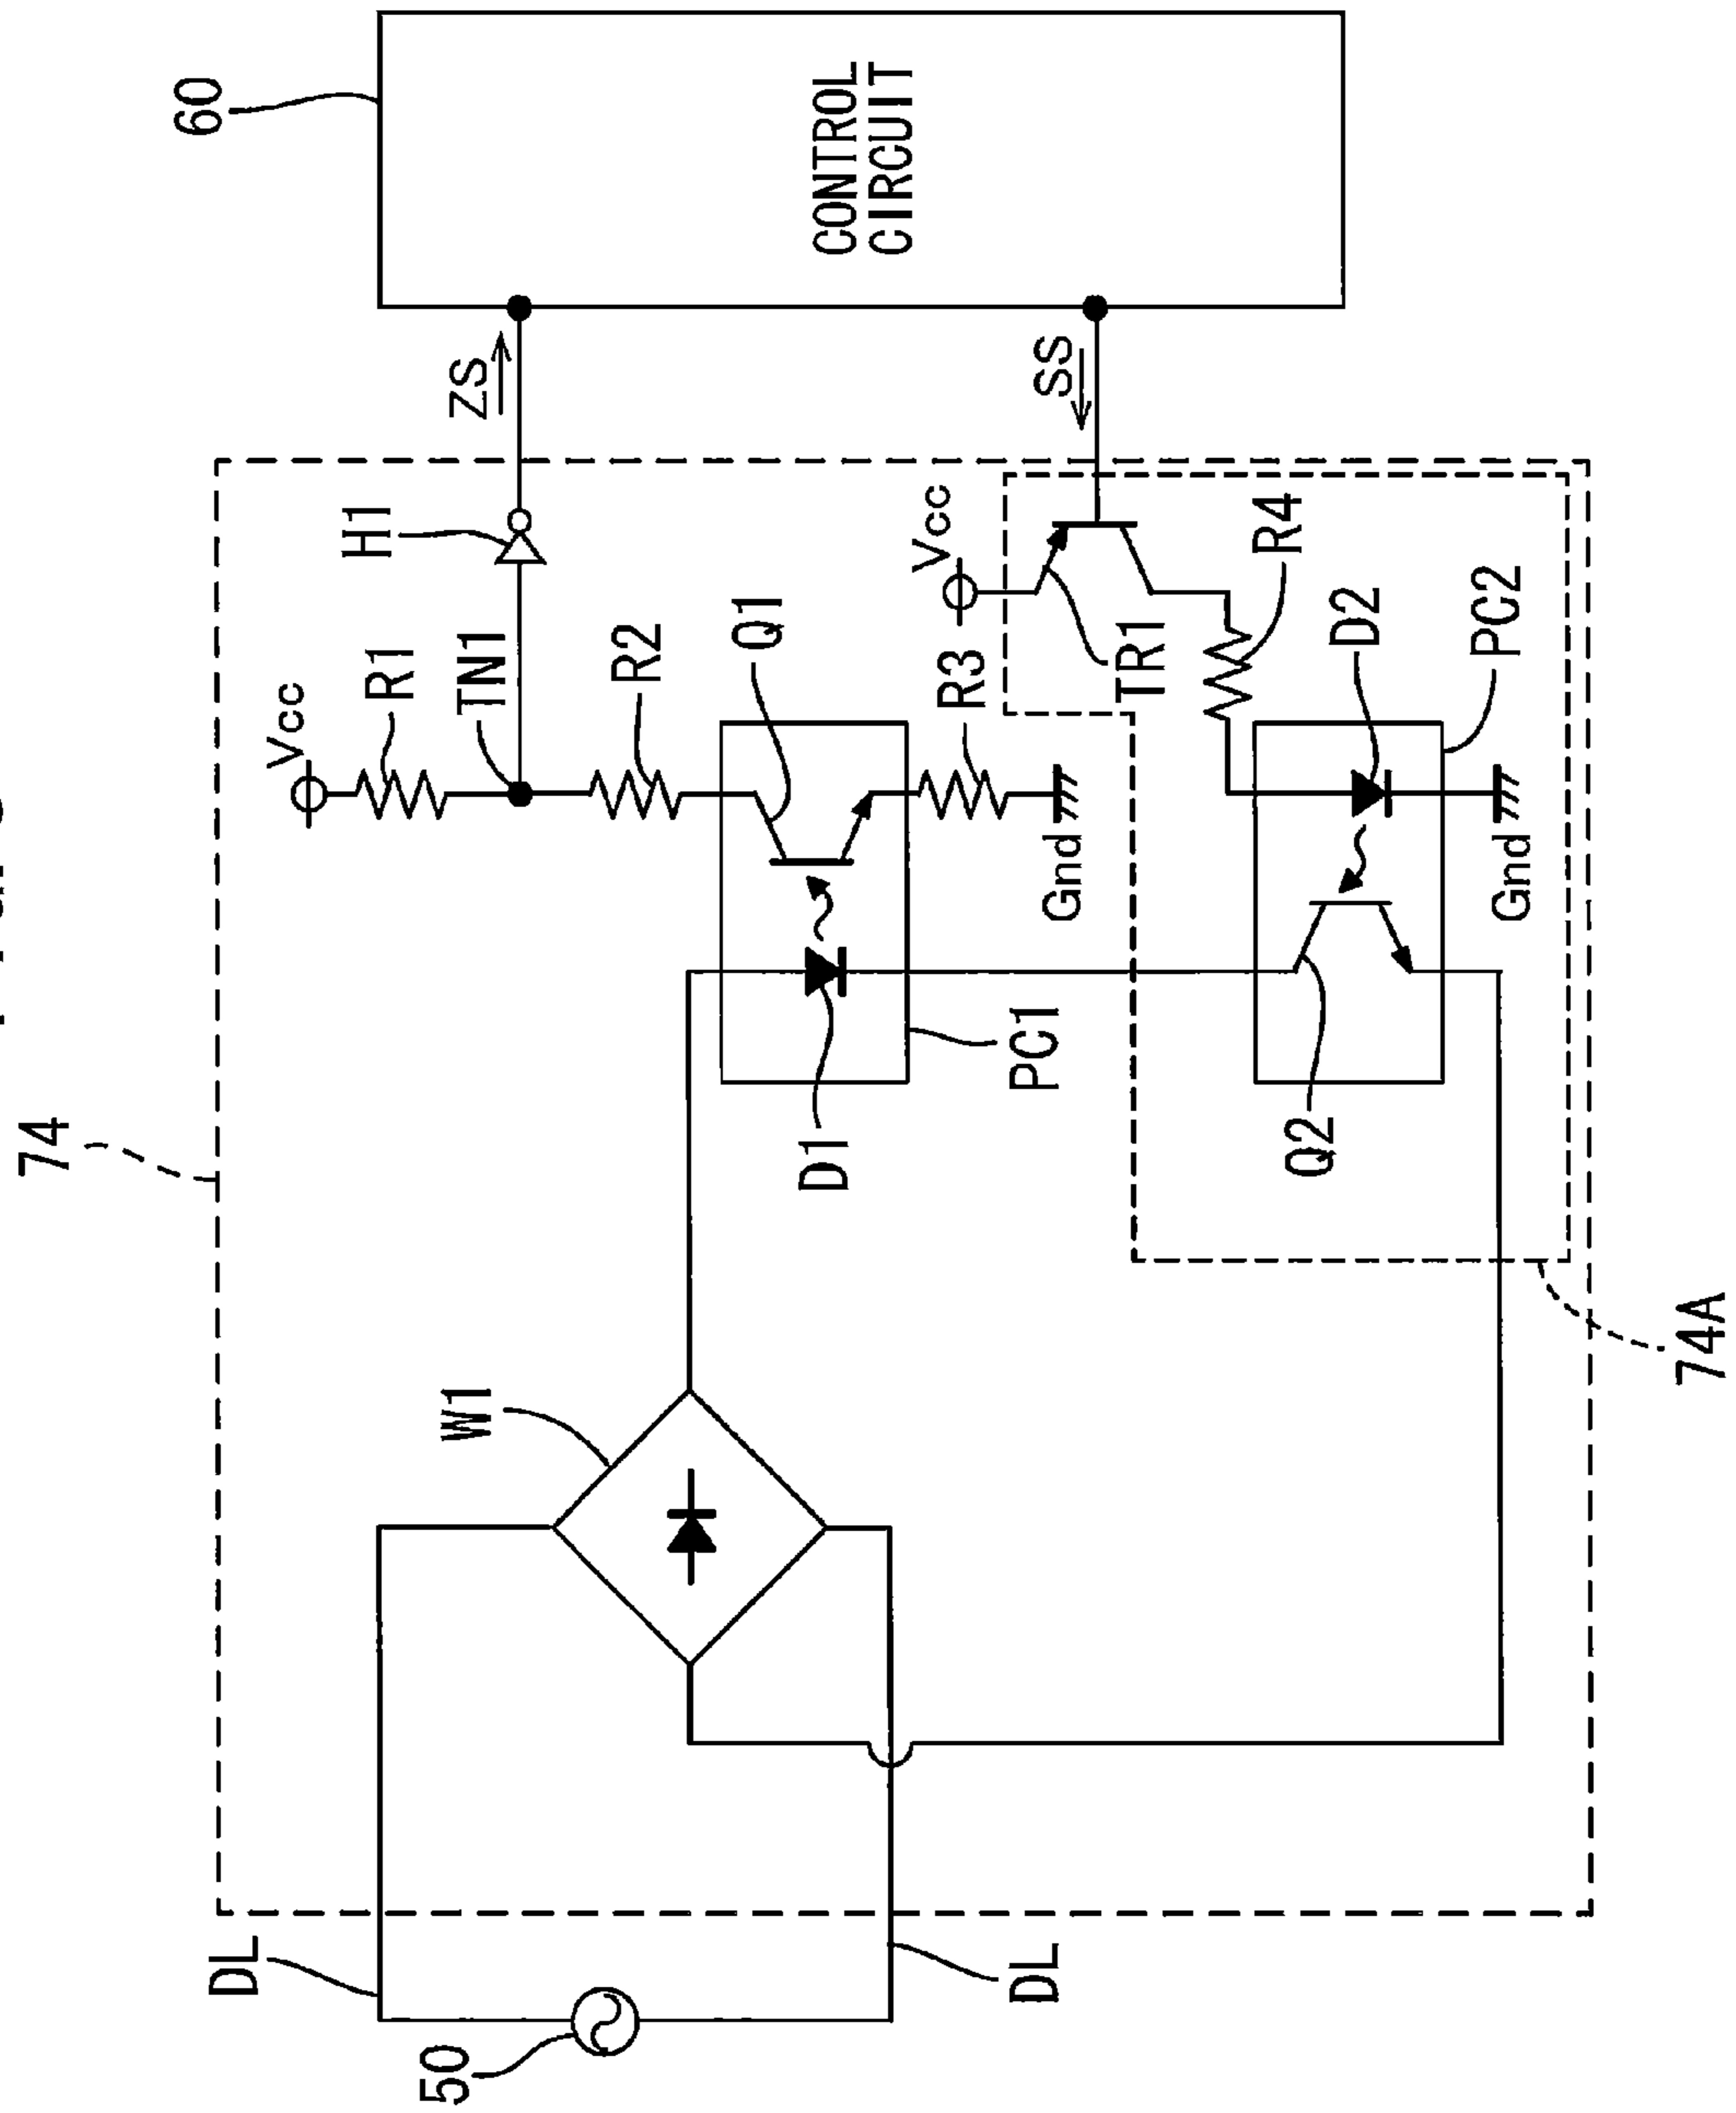 74
60
DL
Vcc
H1
R1
50
W1
TN1
ZS
R2
Q1
D1
CONTROL
CIRCUIT
Vcc
R3
DL
PC1
Gnd
SS
TR1
R4
Q2
D2
PC2
Gnd
74A